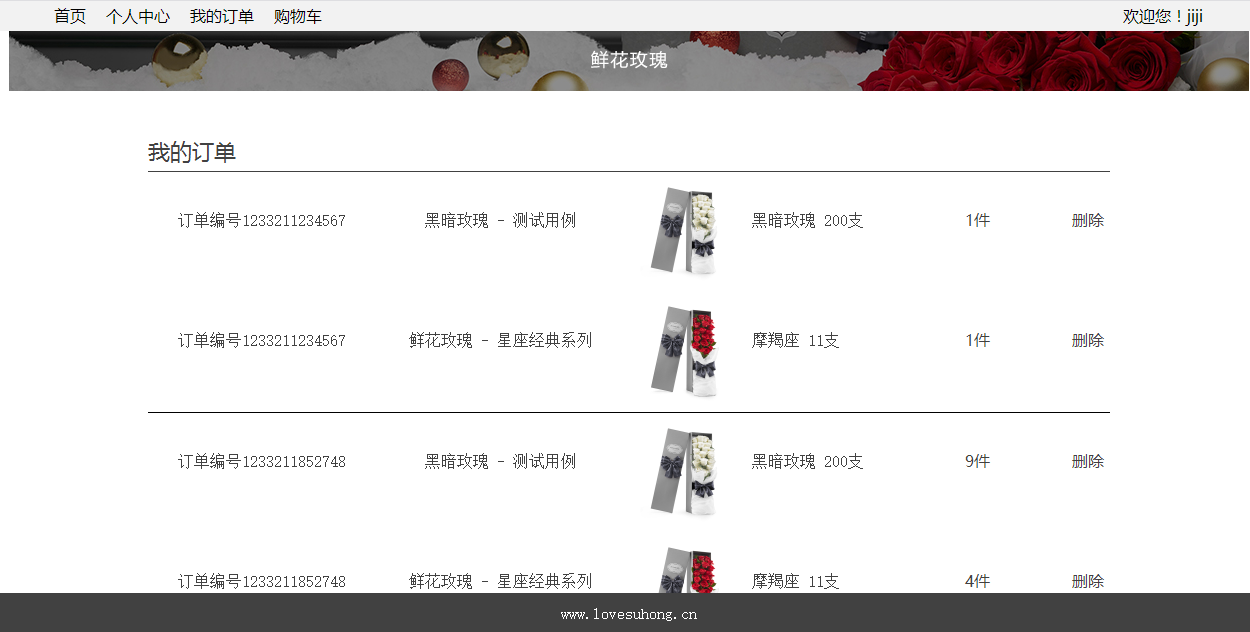 首页 个人中心 我的订单 购物车 欢迎您！jiji
鲜花玫瑰
我的订单
订单编号1233211234567 黑暗玫瑰 - 测试用例 黑暗玫瑰 200支 1件 删除
订单编号1233211234567 鲜花玫瑰 - 星座经典系列 摩羯座 11支 1件 删除
订单编号1233211852748 黑暗玫瑰 - 测试用例 黑暗玫瑰 200支 9件 删除
订单编号1233211852748 鲜花玫瑰 - 星座经典系列 摩羯座 11支 4件 删除
www.lovesuhong.cn